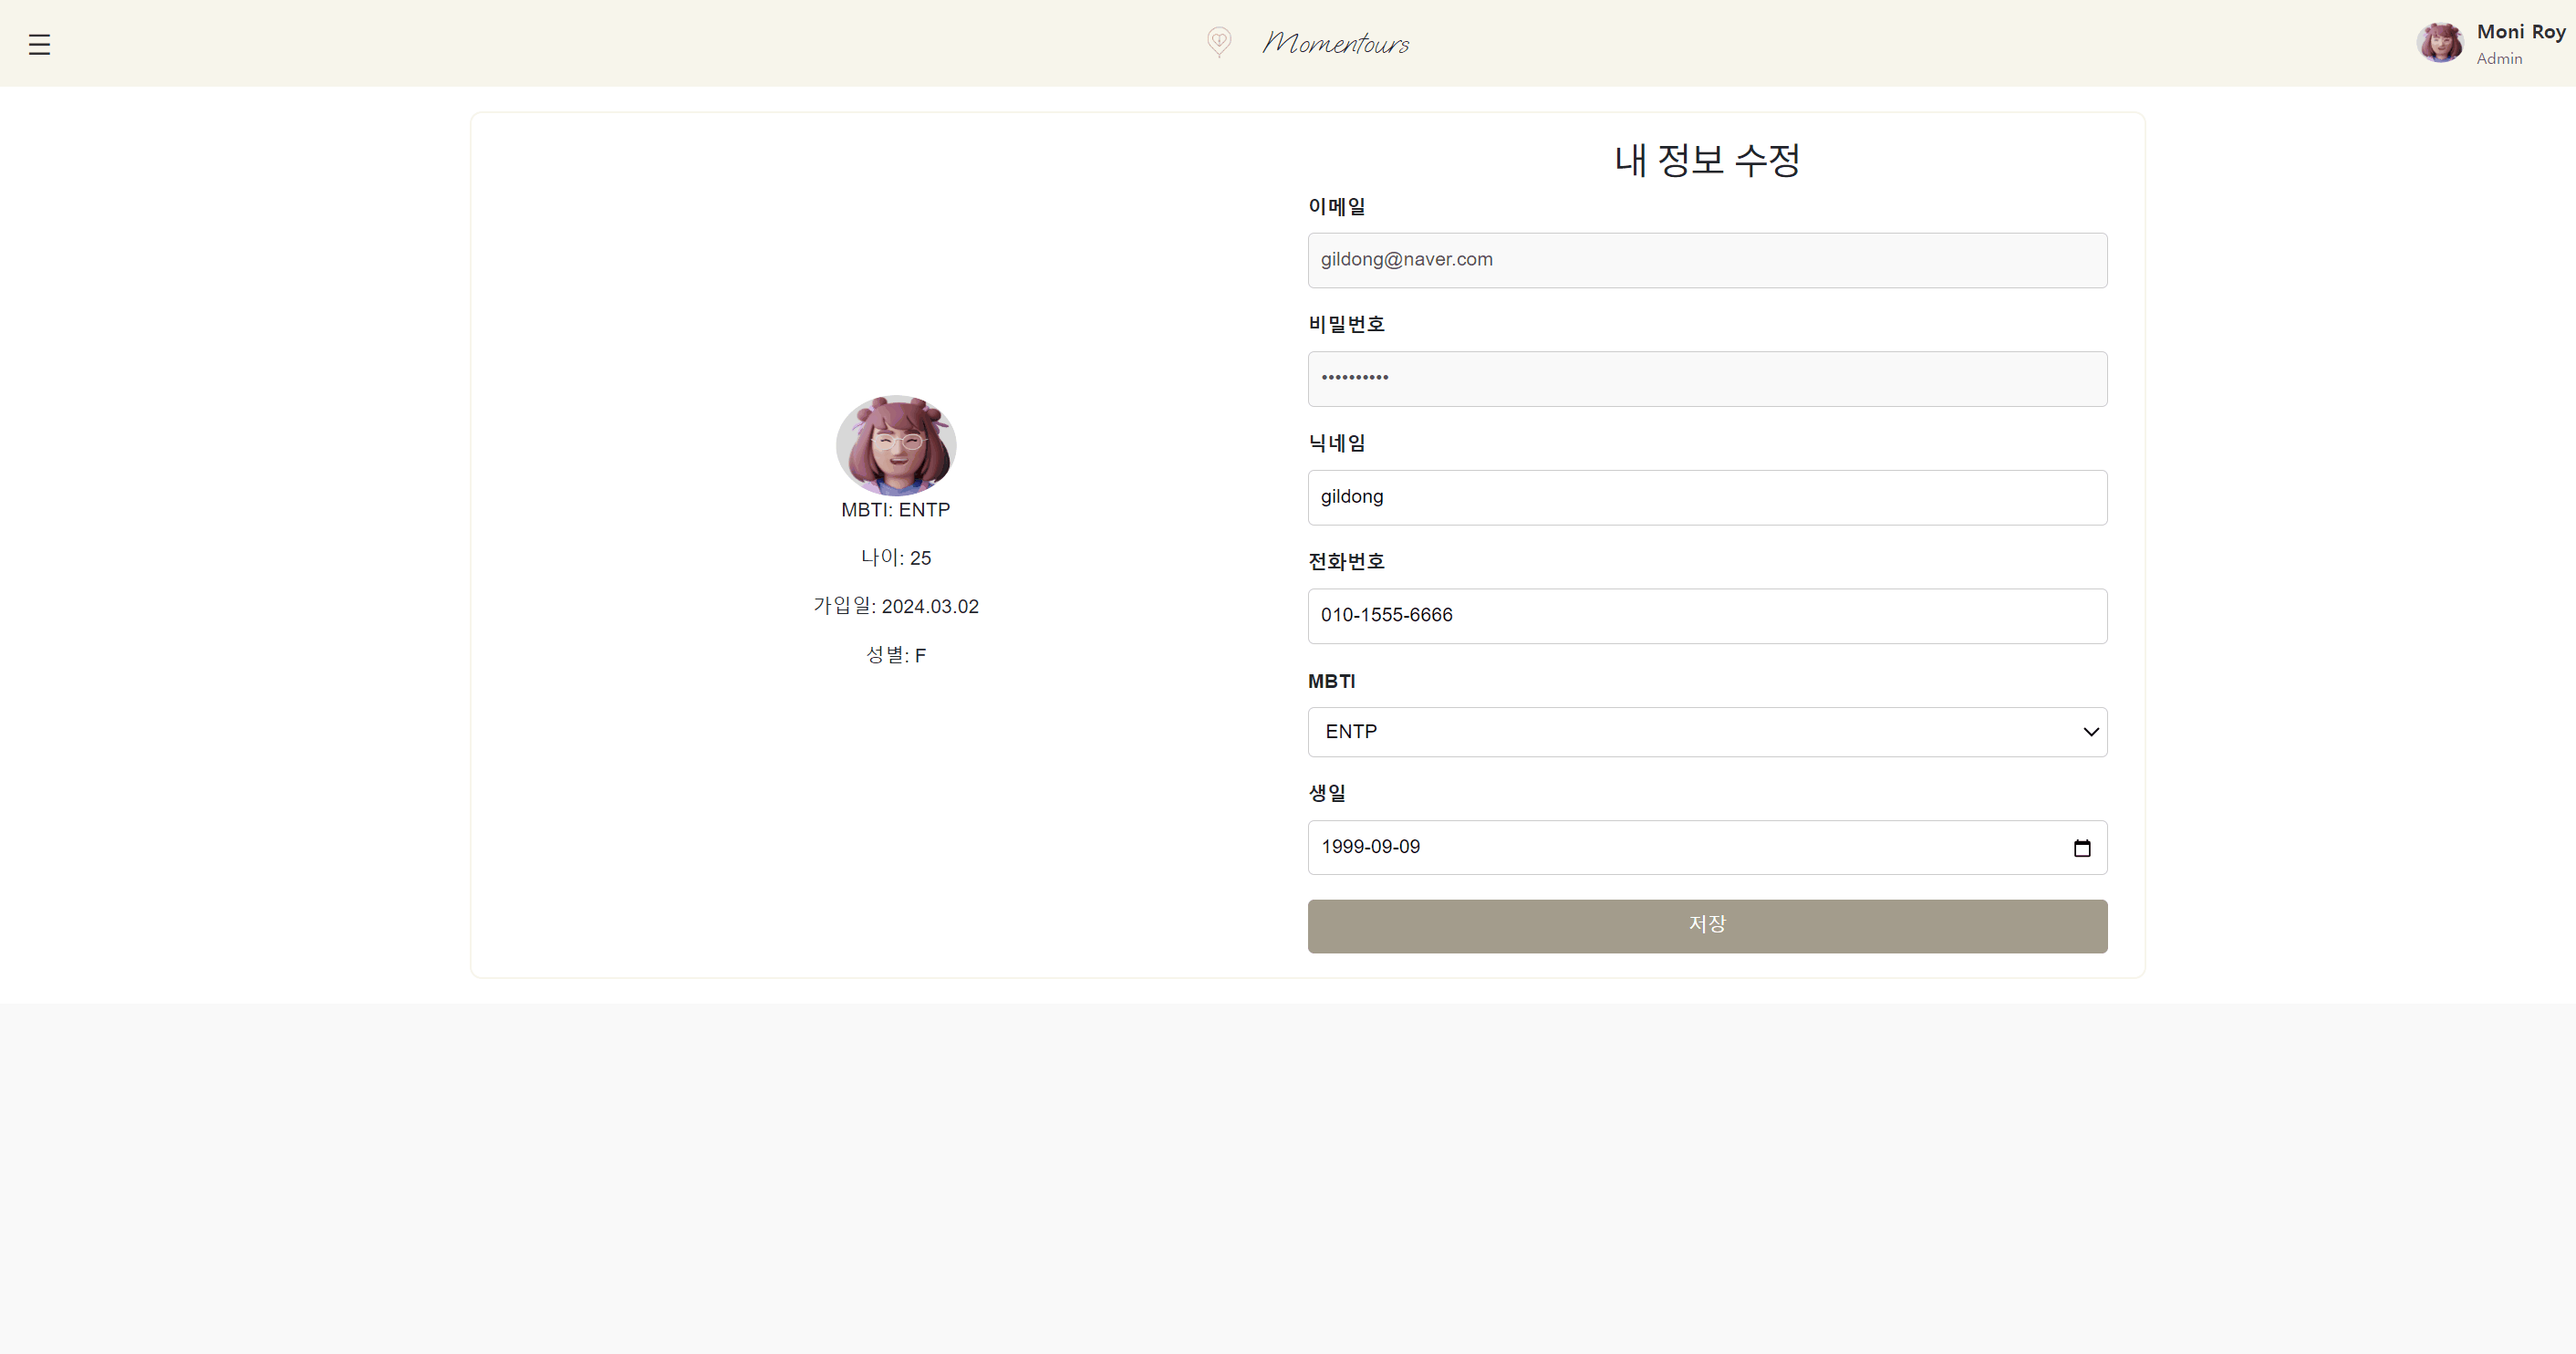 Momentours
Moni Roy
Admin
MBTI: ENTP
나이: 25
가입일: 2024.03.02
성별: F
내 정보 수정
이메일
gildong@naver.com
비밀번호
••••••••••
닉네임
gildong
전화번호
010-1555-6666
MBTI
ENTP
생일
1999-09-09
저장